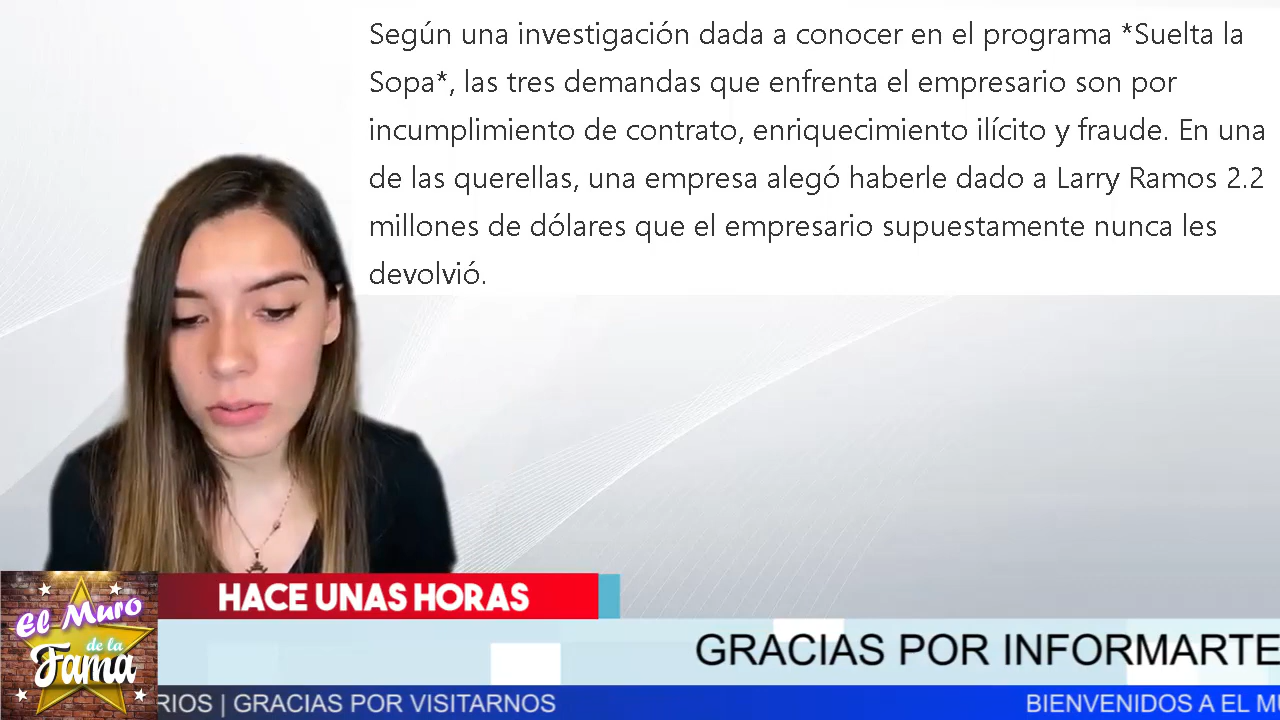 Según una investigación dada a conocer en el programa *Suelta la
Sopa*, las tres demandas que enfrenta el empresario son por
incumplimiento de contrato, enriquecimiento ilícito y fraude. En una
de las querellas, una empresa alegó haberle dado a Larry Ramos 2.2
millones de dólares que el empresario supuestamente nunca les
devolvió.
HACE UNAS HORAS
El Muro
de la
Fama
GRACIAS POR INFORMARTE
RIOS | GRACIAS POR VISITARNOS
BIENVENIDOS A EL